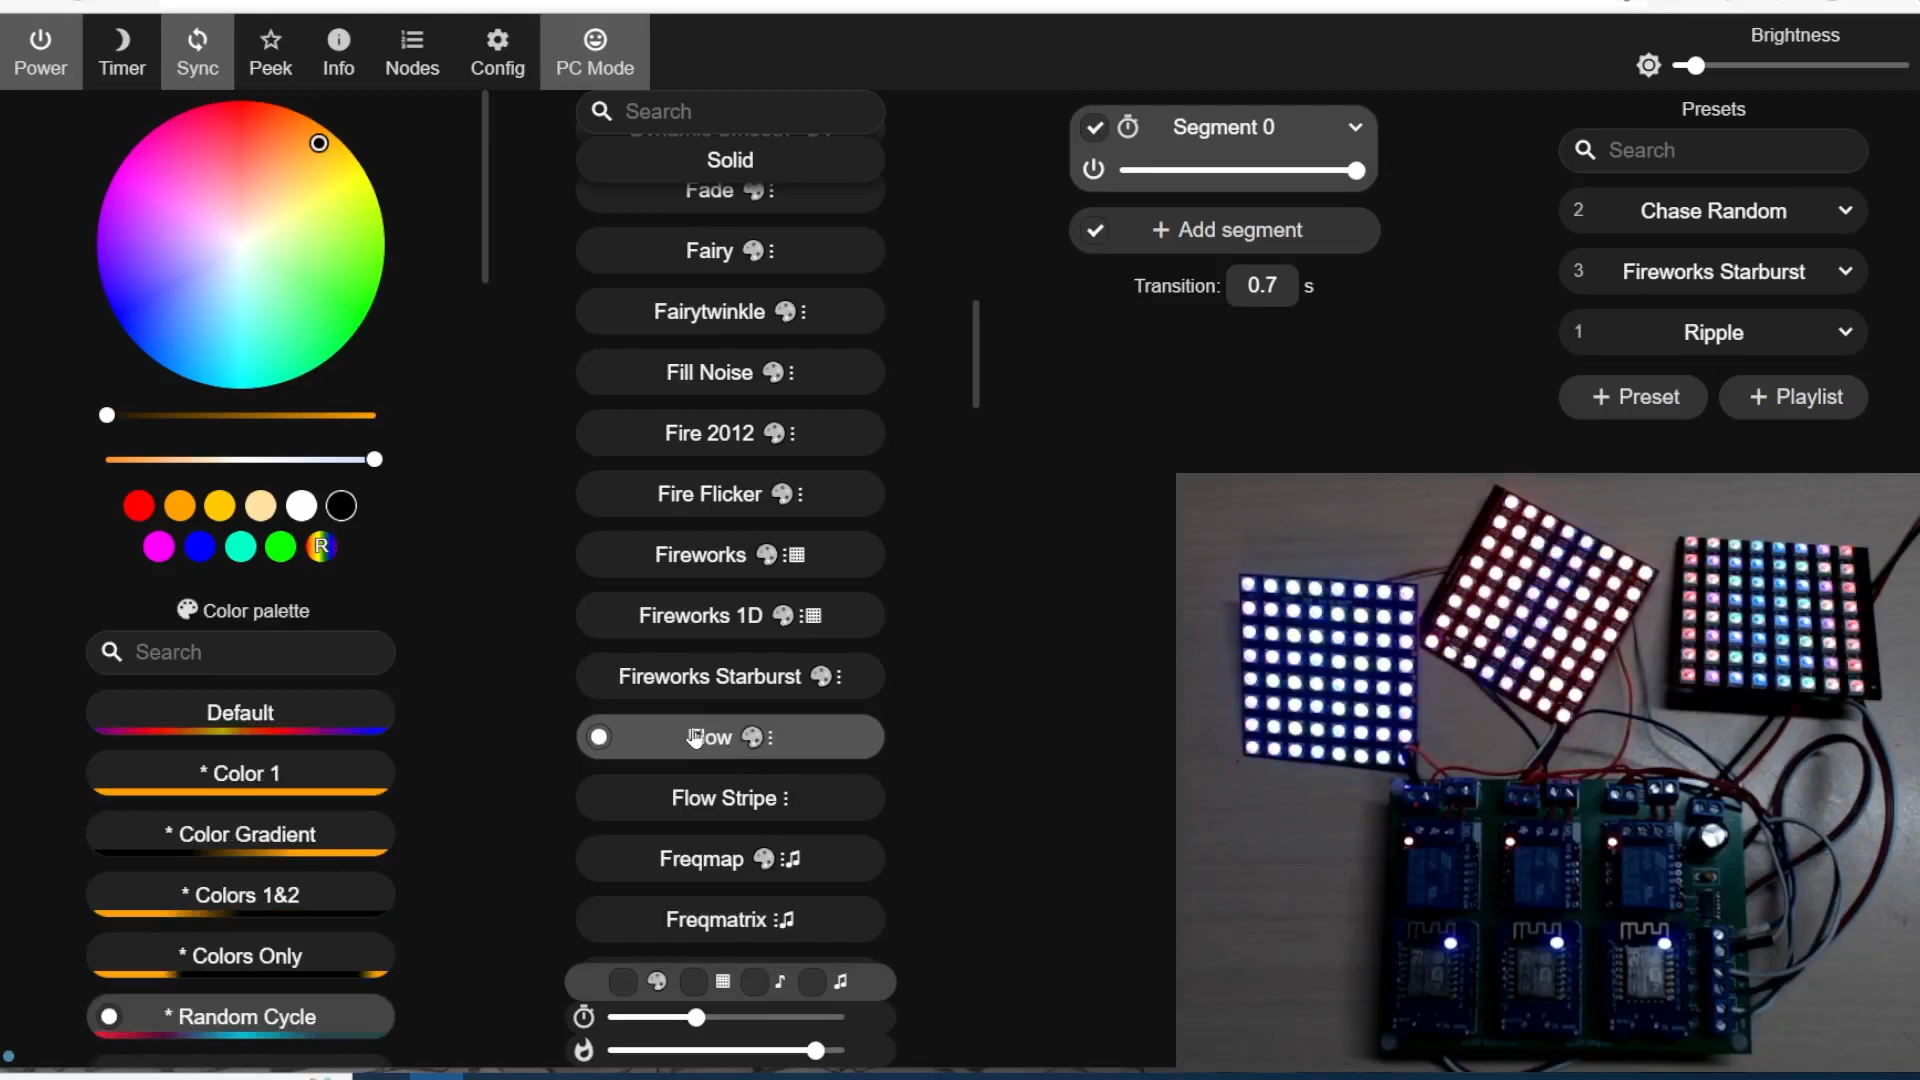 Power
Timer
Sync
Peek
Info
Nodes
Config
PC Mode
Brightness
Search
Solid
Fade
Fairy
Fairytwinkle
Fill Noise
Fire 2012
Fire Flicker
Fireworks
Fireworks 1D
Fireworks Starburst
Flow Stripe
Freqmap
Freqmatrix
R
Color palette
Search
Default
* Color 1
* Color Gradient
* Colors 1&2
* Colors Only
* Random Cycle
Segment 0
+ Add segment
Transition: 0.7 s
Presets
Search
2 Chase Random
3 Fireworks Starburst
1 Ripple
+ Preset
+ Playlist